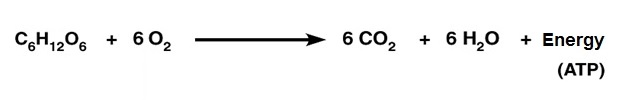 C₆H₁₂O₆ + 6 O₂ ⟶ 6 CO₂ + 6 H₂O + Energy
(ATP)